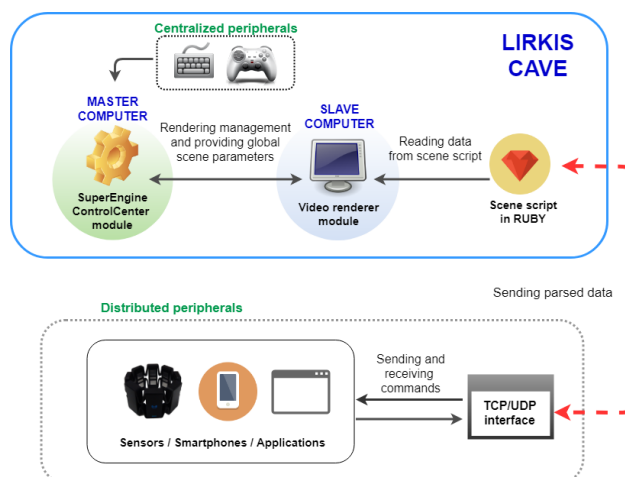 Centralized peripherals
LIRKIS
CAVE
MASTER
COMPUTER
SLAVE
COMPUTER
Rendering management
and providing global
scene parameters
Reading data
from scene script
SuperEngine
ControlCenter
module
Video renderer
module
Scene script
in RUBY
Sending parsed data
Distributed peripherals
Sending and
receiving
commands
TCP/UDP
interface
Sensors / Smartphones / Applications